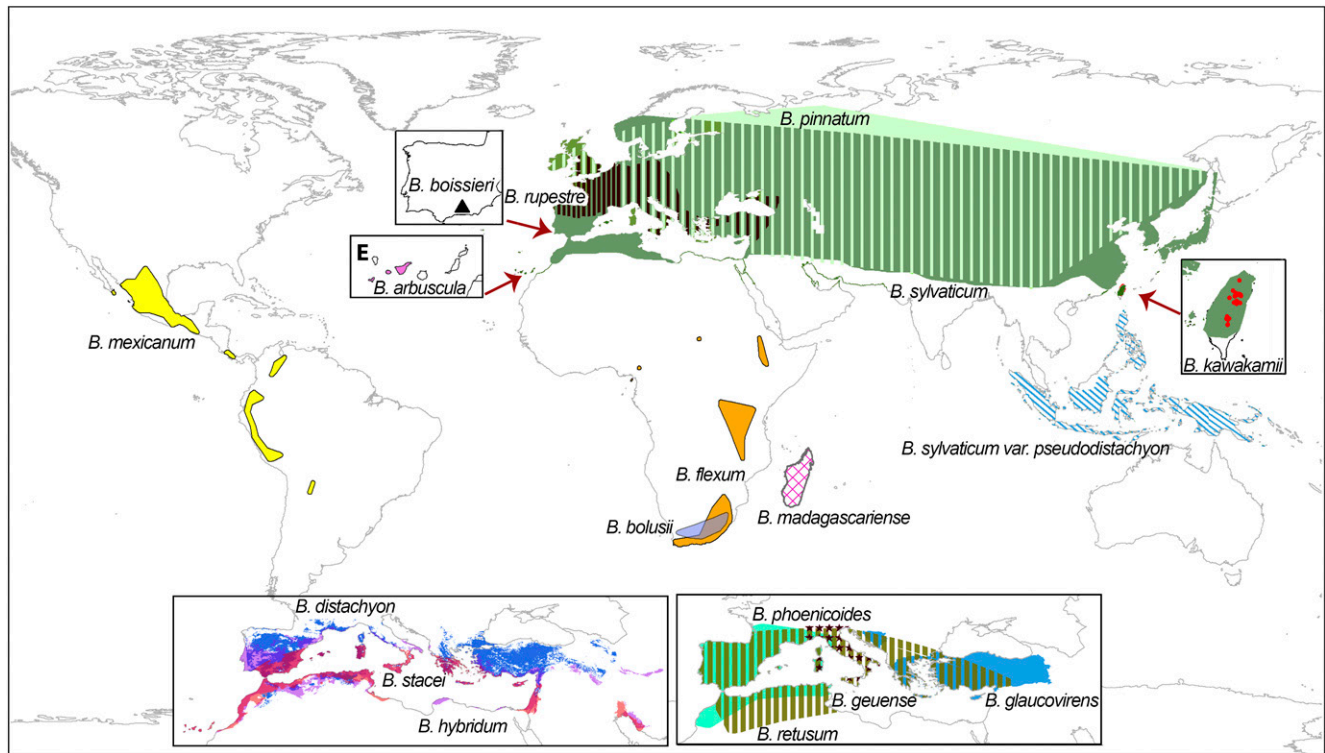 B. pinnatum
B. boissieri
B. rupestre
E
B. arbuscula
B. sylvaticum
B. kawakamii
B. mexicanum
B. sylvaticum var. pseudodistachyon
B. flexum
B. madagascariense
B. bolusii
B. distachyon
B. stacei
B. hybridum
B. phoenicoides
B. geuense
B. glaucovirens
B. retusum